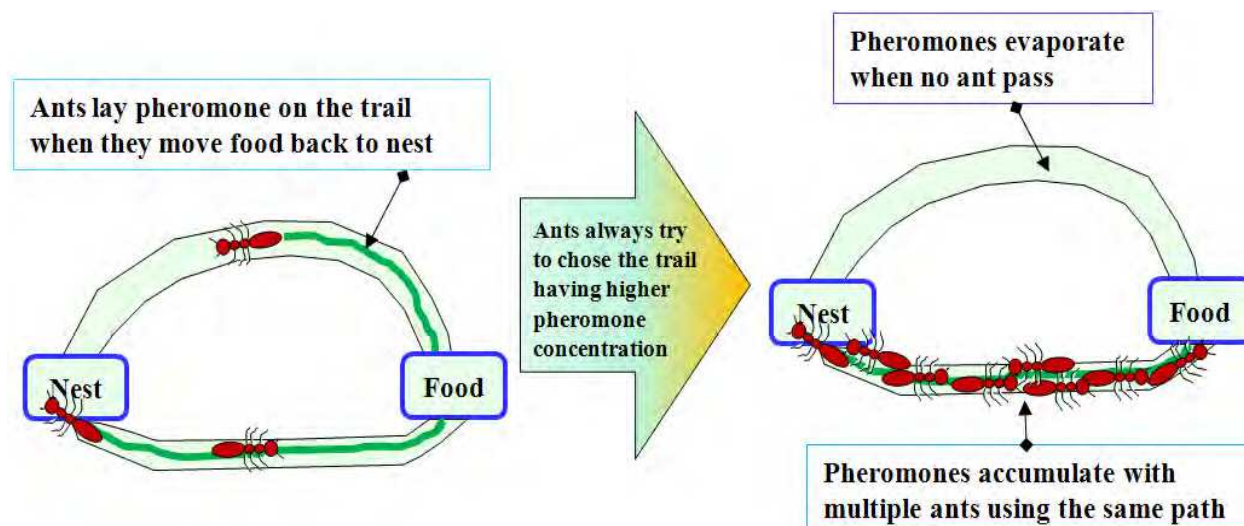 Ants lay pheromone on the trail
when they move food back to nest
Nest
Food
Ants always try
to chose the trail
having higher
pheromone
concentration
Pheromones evaporate
when no ant pass
Nest
Food
Pheromones accumulate with
multiple ants using the same path